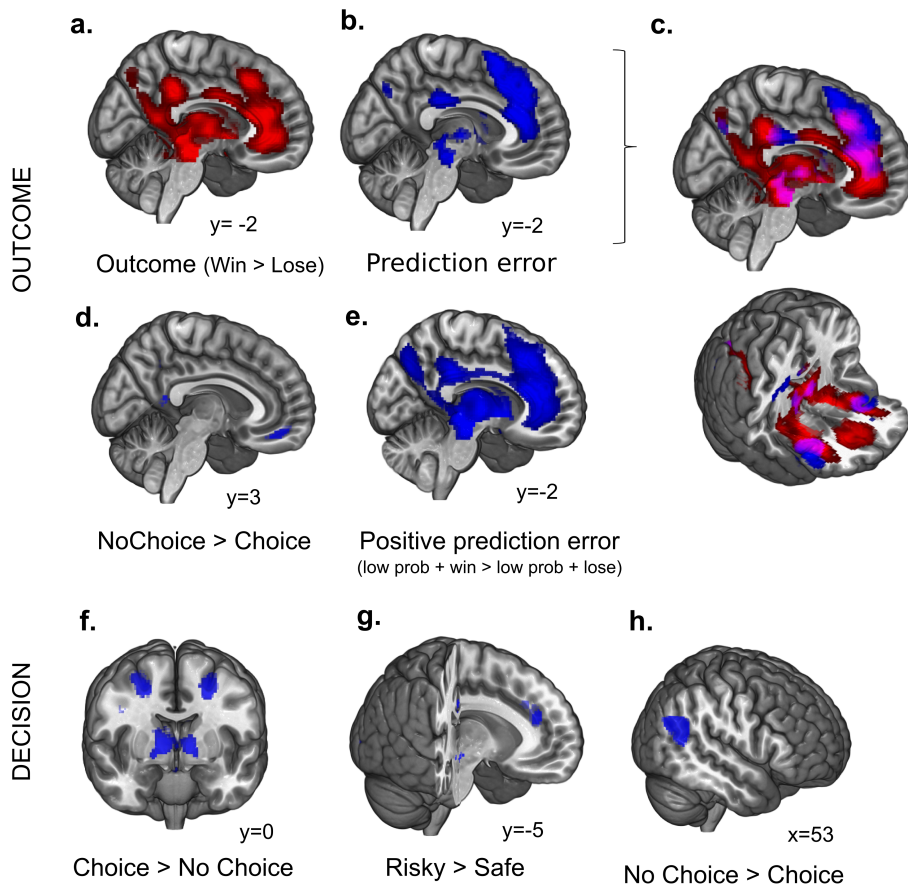 a.
b.
c.
OUTCOME
y= -2
y=-2
Outcome (Win > Lose)
Prediction error
d.
e.
y=3
y=-2
NoChoice > Choice
Positive prediction error
(low prob + win > low prob + lose)
f.
g.
h.
DECISION
y=0
y=-5
x=53
Choice > No Choice
Risky > Safe
No Choice > Choice